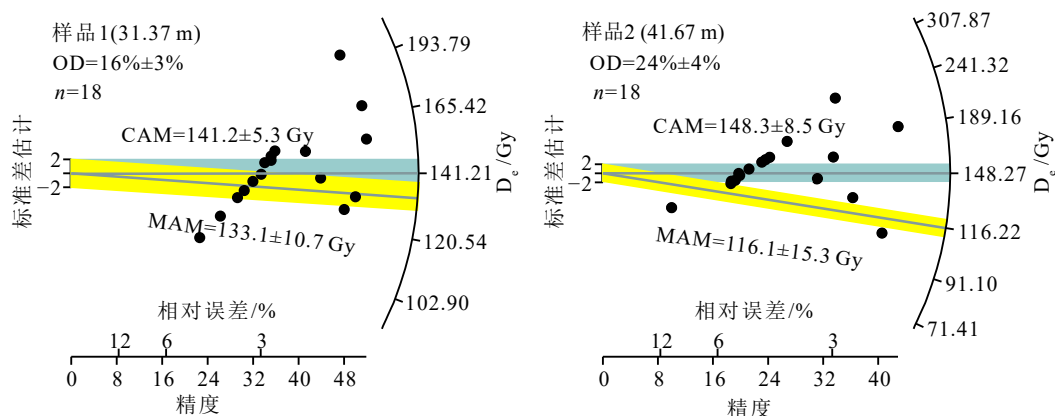 样品1(31.37 m)
OD=16%±3%
n=18
CAM=141.2±5.3 Gy
MAM=133.1±10.7 Gy
标准差估计
2
−2
193.79
165.42
141.21
120.54
102.90
De/Gy
相对误差/%
12 6 3
0 8 16 24 32 40 48
精度
样品2 (41.67 m)
OD=24%±4%
n=18
CAM=148.3±8.5 Gy
MAM=116.1±15.3 Gy
标准差估计
2
−2
307.87
241.32
189.16
148.27
116.22
91.10
71.41
De/Gy
相对误差/%
12 6 3
0 8 16 24 32 40
精度